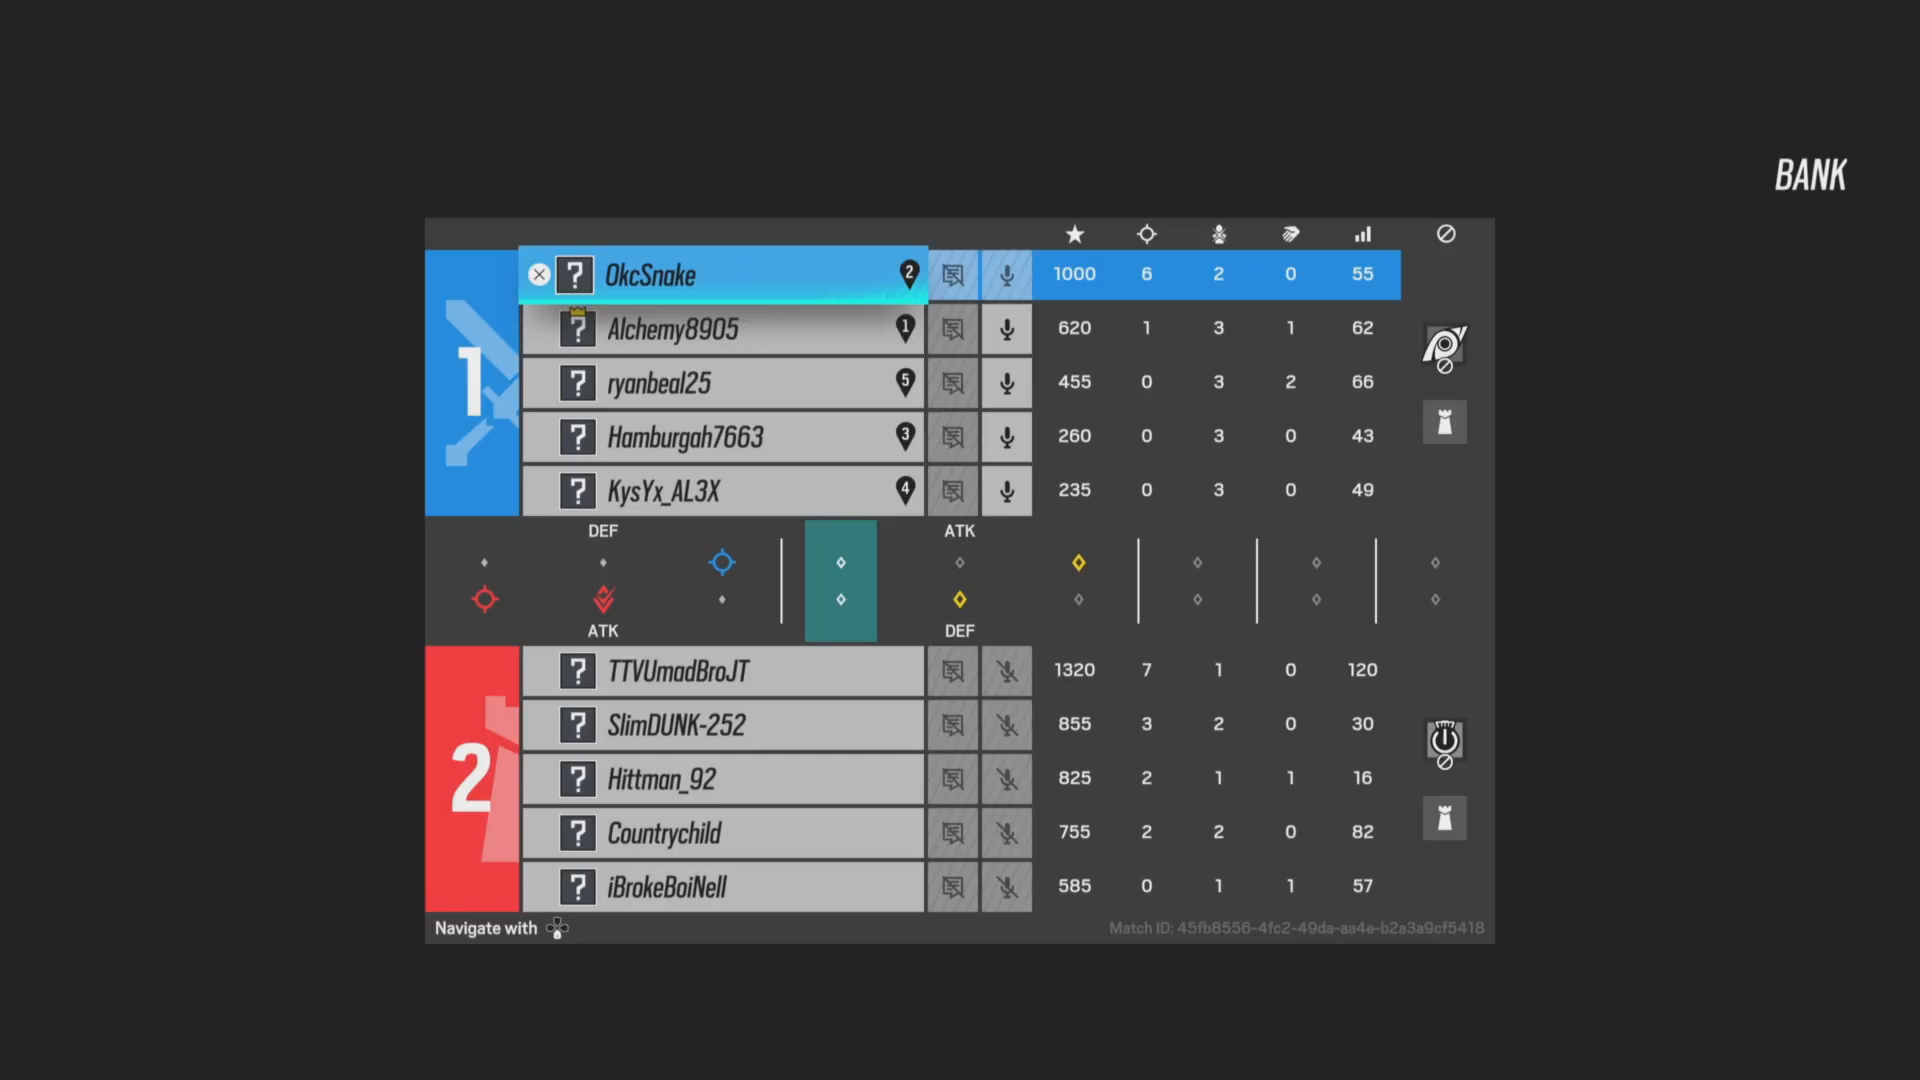 BANK
OkcSnake 2 1000 6 2 0 55
Alchemy8905 1 620 1 3 1 62
ryanbeal25 5 455 0 3 2 66
Hamburgah7663 3 260 0 3 0 43
KysYx_AL3X 4 235 0 3 0 49
1
DEF ATK
ATK DEF
TTVUmadBroJT 1320 7 1 0 120
SlimDUNK-252 855 3 2 0 30
Hittman_92 825 2 1 1 16
Countrychild 755 2 2 0 82
iBrokeBoiNell 585 0 1 1 57
2
Navigate with
Match ID: 45fb8556-4fc2-49da-aa4e-b2a3a9cf5418